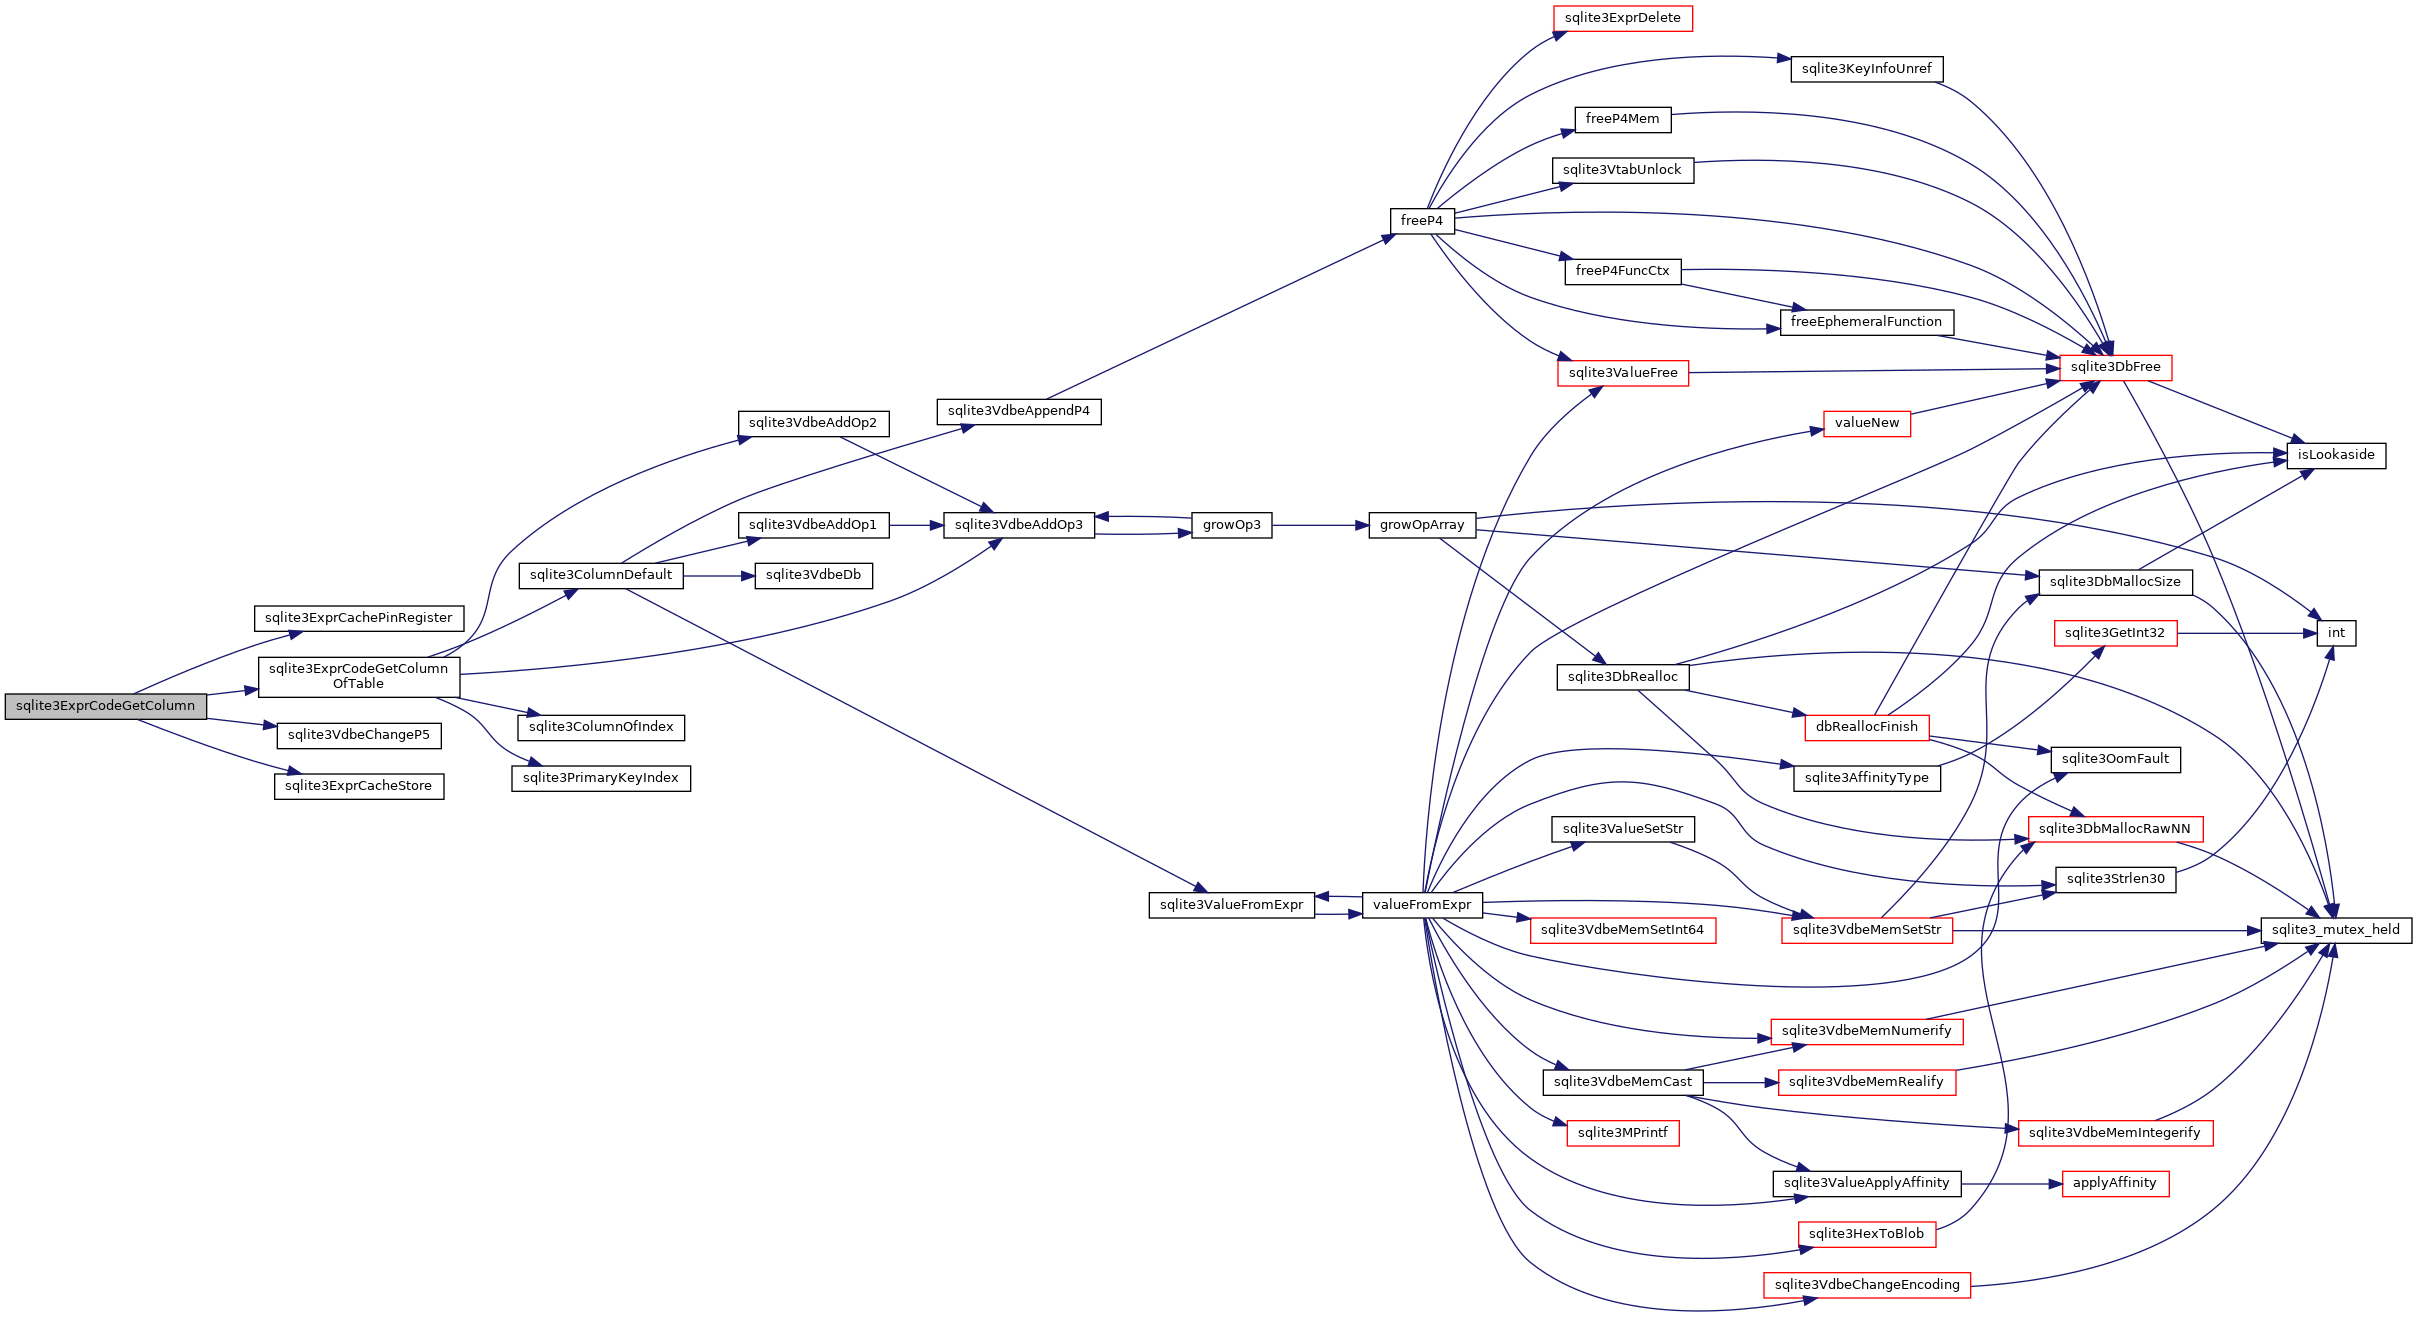 sqlite3ExprDelete
sqlite3KeyInfoUnref
freeP4Mem
sqlite3VtabUnlock
freeP4
freeP4FuncCtx
freeEphemeralFunction
sqlite3ValueFree
sqlite3DbFree
sqlite3VdbeAppendP4
sqlite3VdbeAddOp2
valueNew
isLookaside
sqlite3VdbeAddOp1
sqlite3VdbeAddOp3
growOp3
growOpArray
sqlite3ColumnDefault
sqlite3VdbeDb
sqlite3DbMallocSize
sqlite3ExprCachePinRegister
sqlite3GetInt32
int
sqlite3ExprCodeGetColumn
OfTable
sqlite3DbRealloc
sqlite3ExprCodeGetColumn
sqlite3ColumnOfIndex
dbReallocFinish
sqlite3VdbeChangeP5
sqlite3OomFault
sqlite3PrimaryKeyIndex
sqlite3AffinityType
sqlite3ExprCacheStore
sqlite3ValueSetStr
sqlite3DbMallocRawNN
sqlite3Strlen30
sqlite3ValueFromExpr
valueFromExpr
sqlite3VdbeMemSetInt64
sqlite3VdbeMemSetStr
sqlite3_mutex_held
sqlite3VdbeMemNumerify
sqlite3VdbeMemCast
sqlite3VdbeMemRealify
sqlite3MPrintf
sqlite3VdbeMemIntegerify
sqlite3ValueApplyAffinity
applyAffinity
sqlite3HexToBlob
sqlite3VdbeChangeEncoding